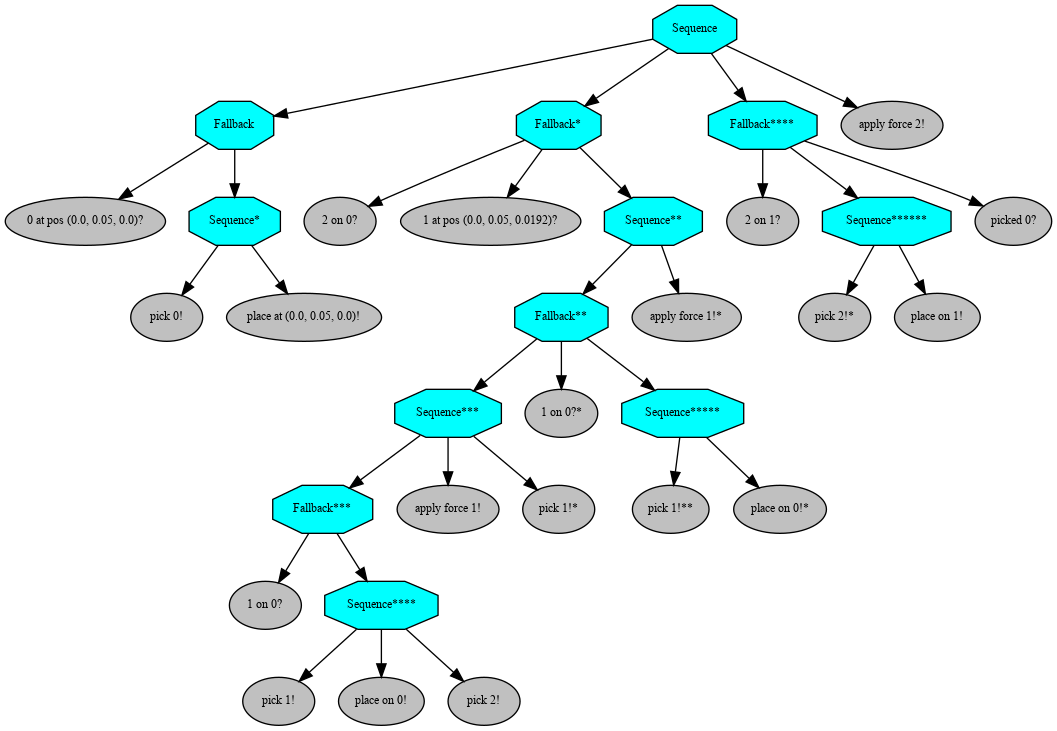 Sequence
Fallback
Fallback*
Fallback****
apply force 2!
0 at pos (0.0, 0.05, 0.0)?
Sequence*
2 on 0?
1 at pos (0.0, 0.05, 0.0192)?
Sequence**
2 on 1?
Sequence******
picked 0?
pick 0!
place at (0.0, 0.05, 0.0)!
Fallback**
apply force 1!*
pick 2!*
place on 1!
Sequence***
1 on 0?*
Sequence*****
Fallback***
apply force 1!
pick 1!*
pick 1!**
place on 0!*
1 on 0?
Sequence****
pick 1!
place on 0!
pick 2!